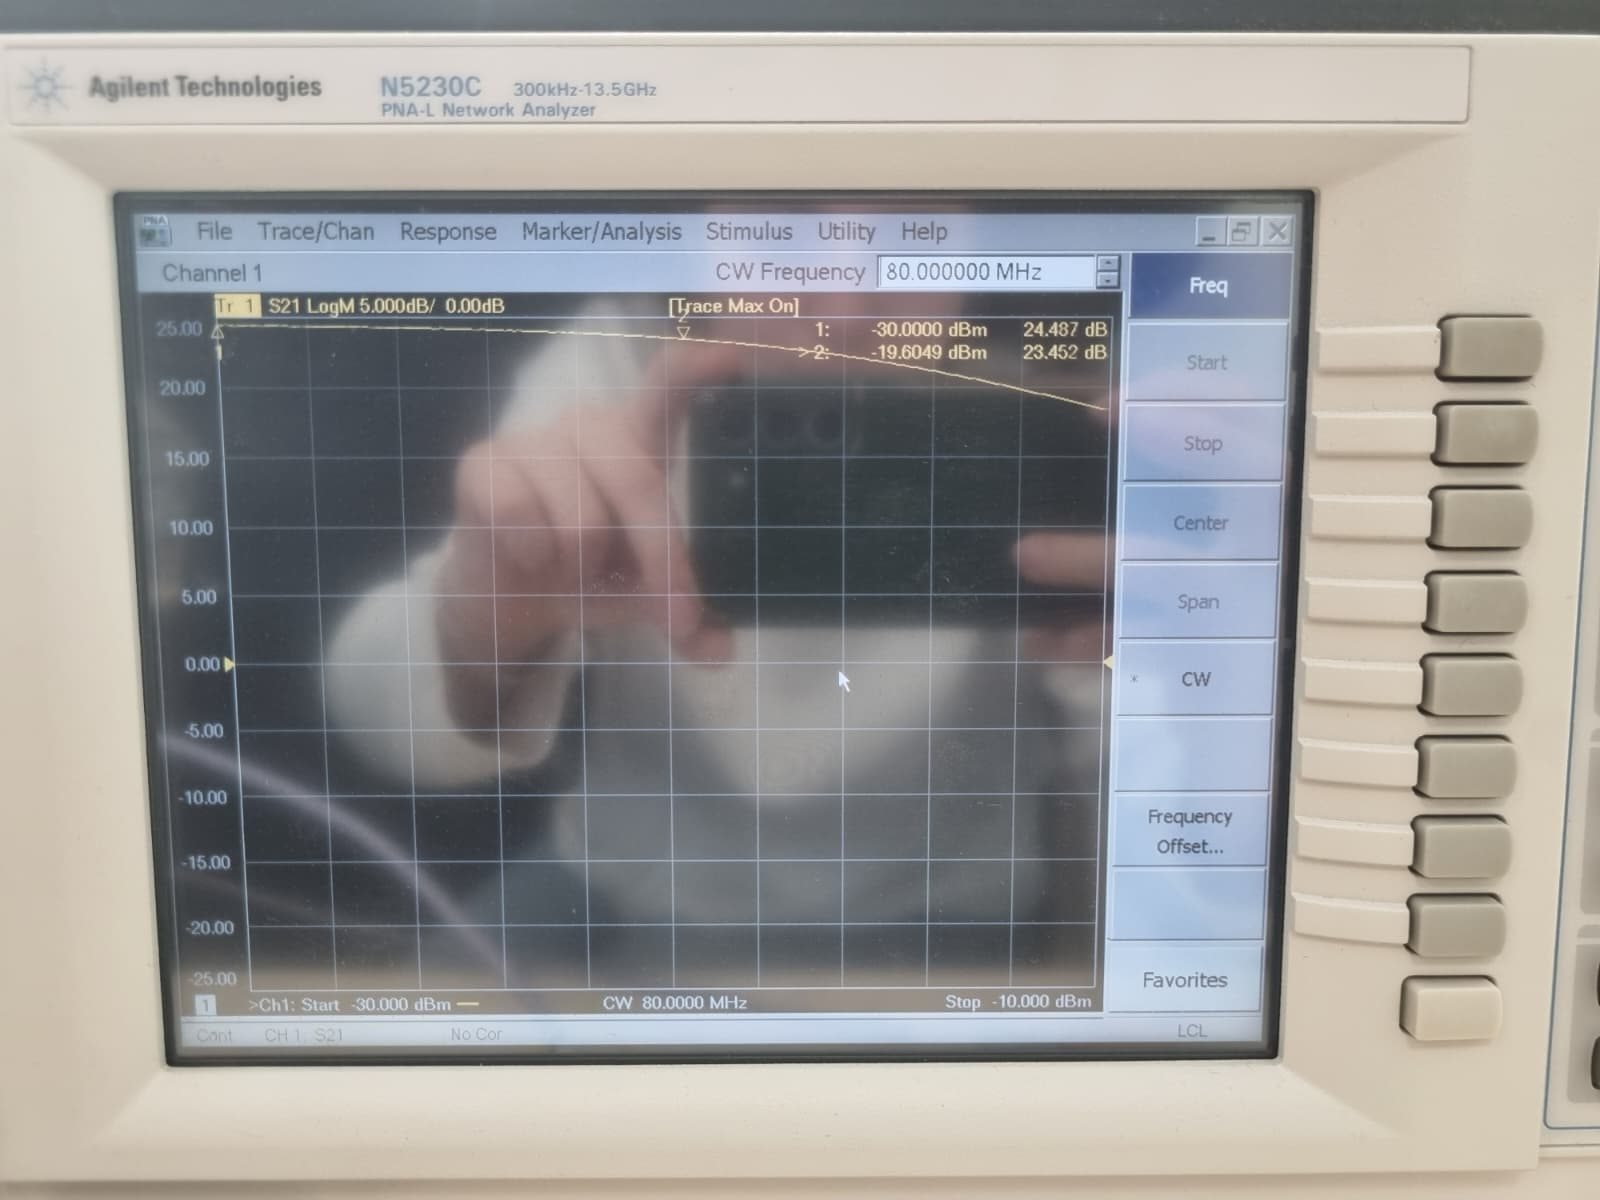 Agilent Technologies N5230C 300kHz-13.5GHz
PNA-L Network Analyzer
PNA File Trace/Chan Response Marker/Analysis Stimulus Utility Help
Channel 1 CW Frequency 80.000000 MHz
Freq
Tr 1 S21 LogM 5.000dB/ 0.00dB [Trace Max On]
25.00 1: -30.0000 dBm 24.487 dB
>2: -19.6049 dBm 23.452 dB
Start
20.00
Stop
15.00
10.00
Center
5.00
Span
0.00
* CW
-5.00
-10.00
Frequency
Offset...
-15.00
-20.00
-25.00
Favorites
1 >Ch1: Start -30.000 dBm CW 80.0000 MHz Stop -10.000 dBm
Cont CH 1: S21 No Cor LCL